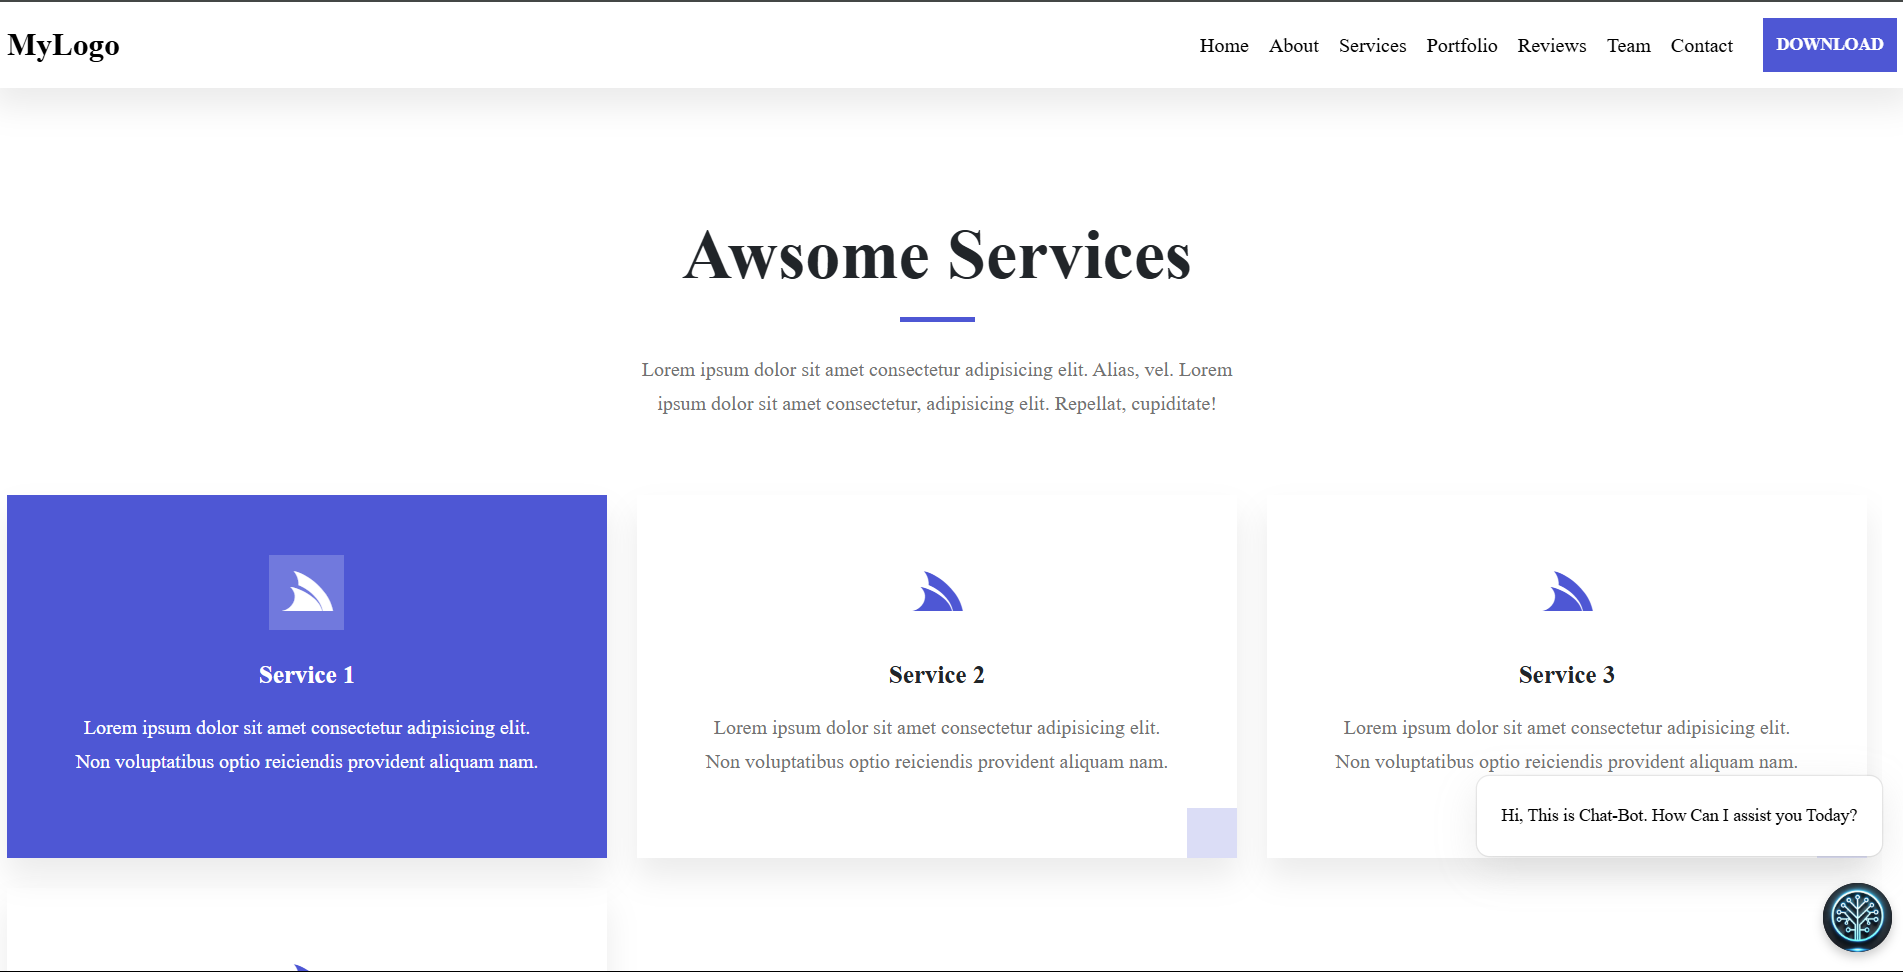 MyLogo
Home About Services Portfolio Reviews Team Contact DOWNLOAD
Awsome Services
Lorem ipsum dolor sit amet consectetur adipisicing elit. Alias, vel. Lorem
ipsum dolor sit amet consectetur, adipisicing elit. Repellat, cupiditate!
Service 1
Lorem ipsum dolor sit amet consectetur adipisicing elit.
Non voluptatibus optio reiciendis provident aliquam nam.
Service 2
Lorem ipsum dolor sit amet consectetur adipisicing elit.
Non voluptatibus optio reiciendis provident aliquam nam.
Service 3
Lorem ipsum dolor sit amet consectetur adipisicing elit.
Non voluptatibus optio reiciendis provident aliquam nam.
Hi, This is Chat-Bot. How Can I assist you Today?